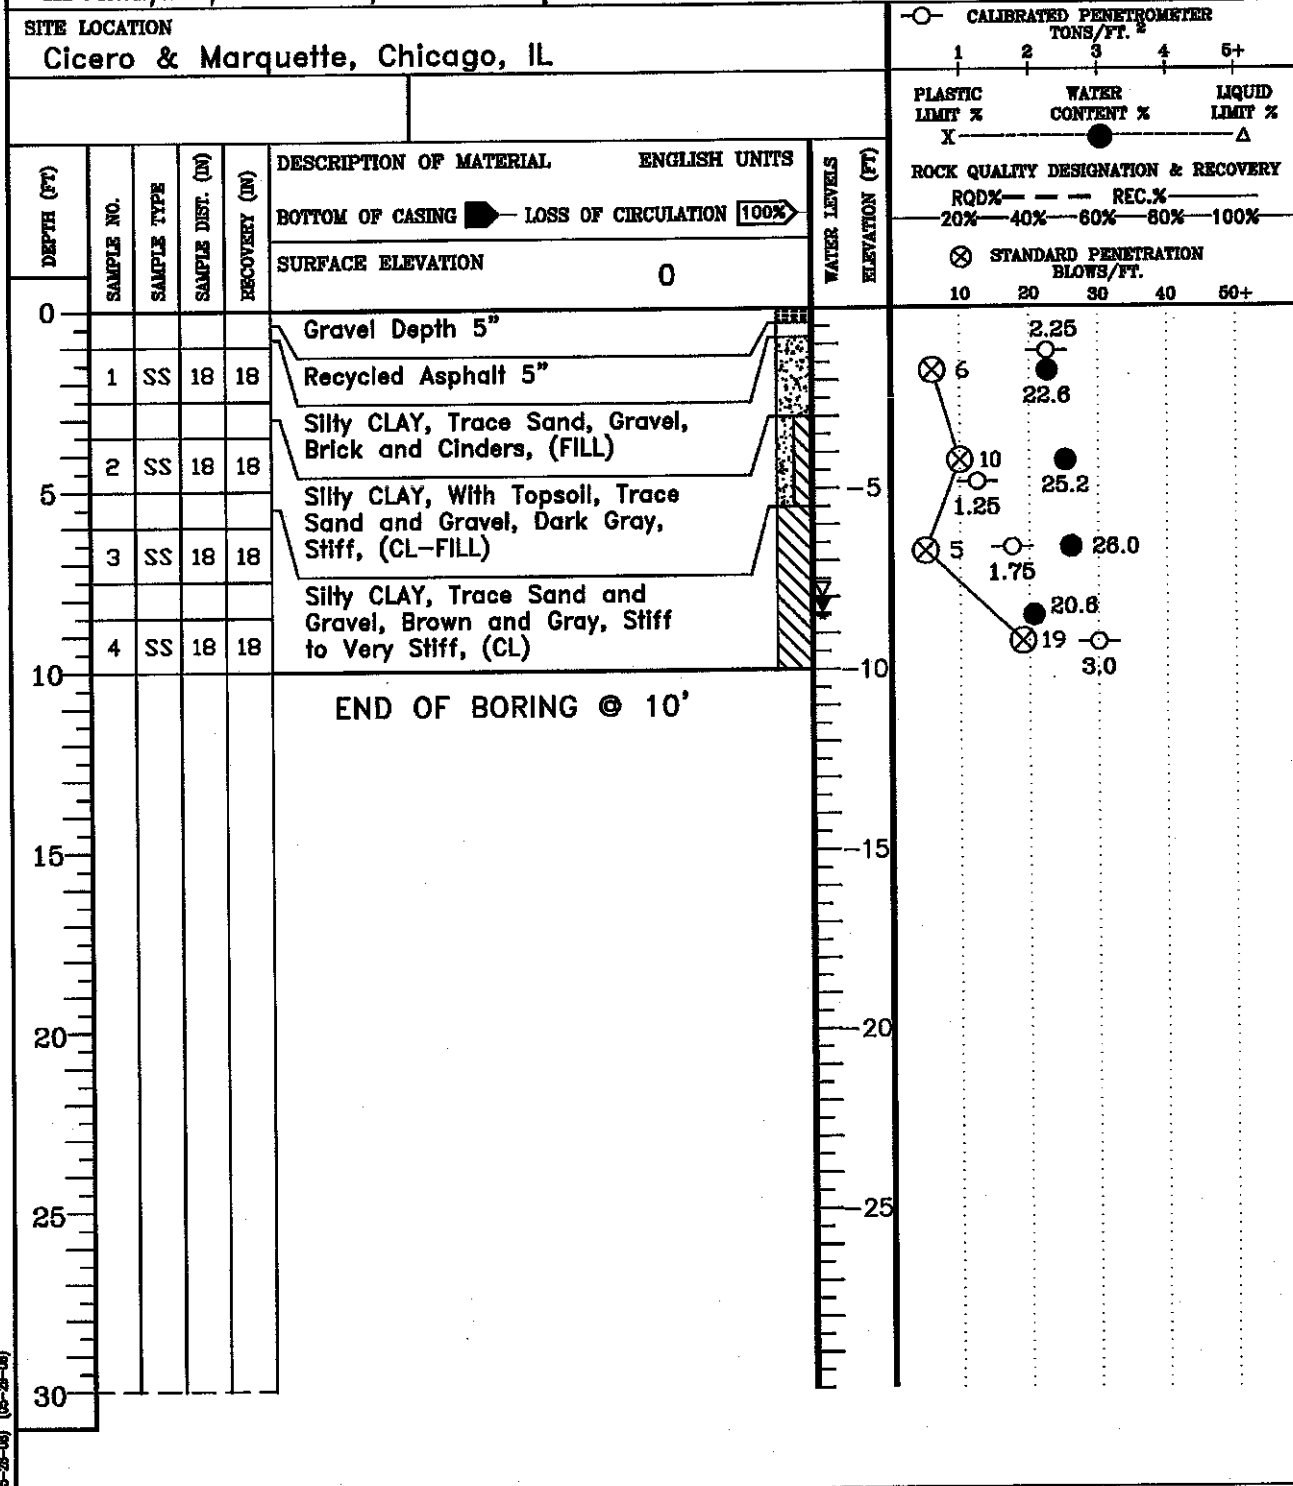 SITE LOCATION
Cicero & Marquette, Chicago, IL
CALIBRATED PENETROMETER
TONS/FT. 2
1 2 3 4 5+
PLASTIC LIMIT %
WATER CONTENT %
LIQUID LIMIT %
X
ROCK QUALITY DESIGNATION & RECOVERY
RQD% REC.%
20% 40% 60% 80% 100%
STANDARD PENETRATION
BLOWS/FT.
10 20 30 40 50+
DEPTH (FT)
SAMPLE NO.
SAMPLE TYPE
SAMPLE DIST. (IN)
RECOVERY (IN)
DESCRIPTION OF MATERIAL ENGLISH UNITS
BOTTOM OF CASING LOSS OF CIRCULATION 100%
SURFACE ELEVATION 0
WATER LEVELS
ELEVATION (FT)
0
Gravel Depth 5"
2.25
1 SS 18 18 Recycled Asphalt 5"
6
22.6
Silty CLAY, Trace Sand, Gravel,
Brick and Cinders, (FILL)
2 SS 18 18
10
25.2
1.25
5
-5
Silty CLAY, With Topsoil, Trace
Sand and Gravel, Dark Gray,
Stiff, (CL-FILL)
3 SS 18 18
5
26.0
1.75
Silty CLAY, Trace Sand and
Gravel, Brown and Gray, Stiff
to Very Stiff, (CL)
4 SS 18 18
20.6
19
3.0
10
-10
END OF BORING @ 10'
15
-15
20
-20
25
-25
30